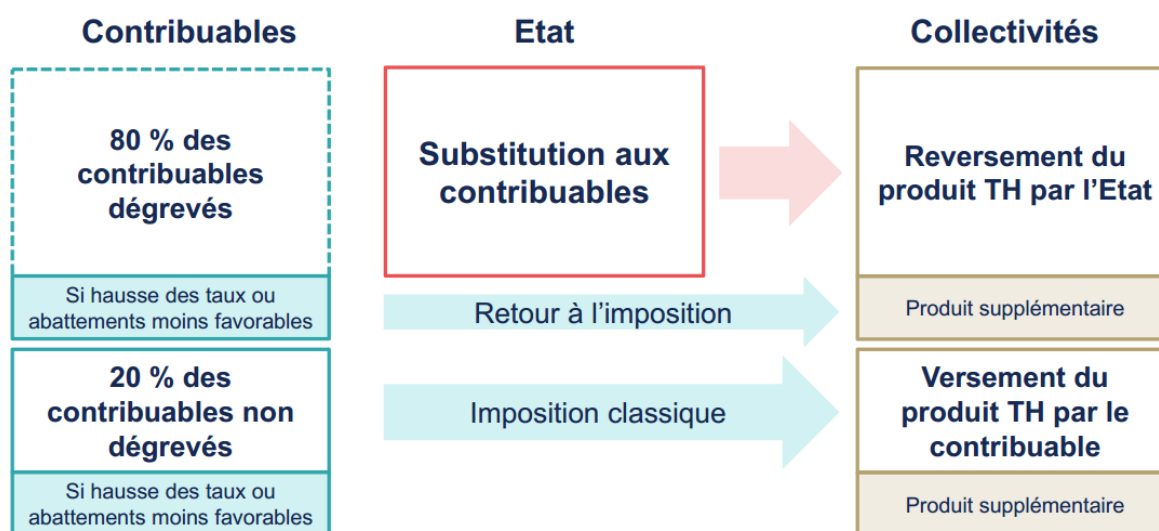 Contribuables
Etat
Collectivités
80 % des
contribuables
dégrevés
Substitution aux
contribuables
Reversement du
produit TH par l’Etat
Si hausse des taux ou
abattements moins favorables
Retour à l’imposition
Produit supplémentaire
20 % des
contribuables non
dégrevés
Imposition classique
Versement du
produit TH par le
contribuable
Si hausse des taux ou
abattements moins favorables
Produit supplémentaire